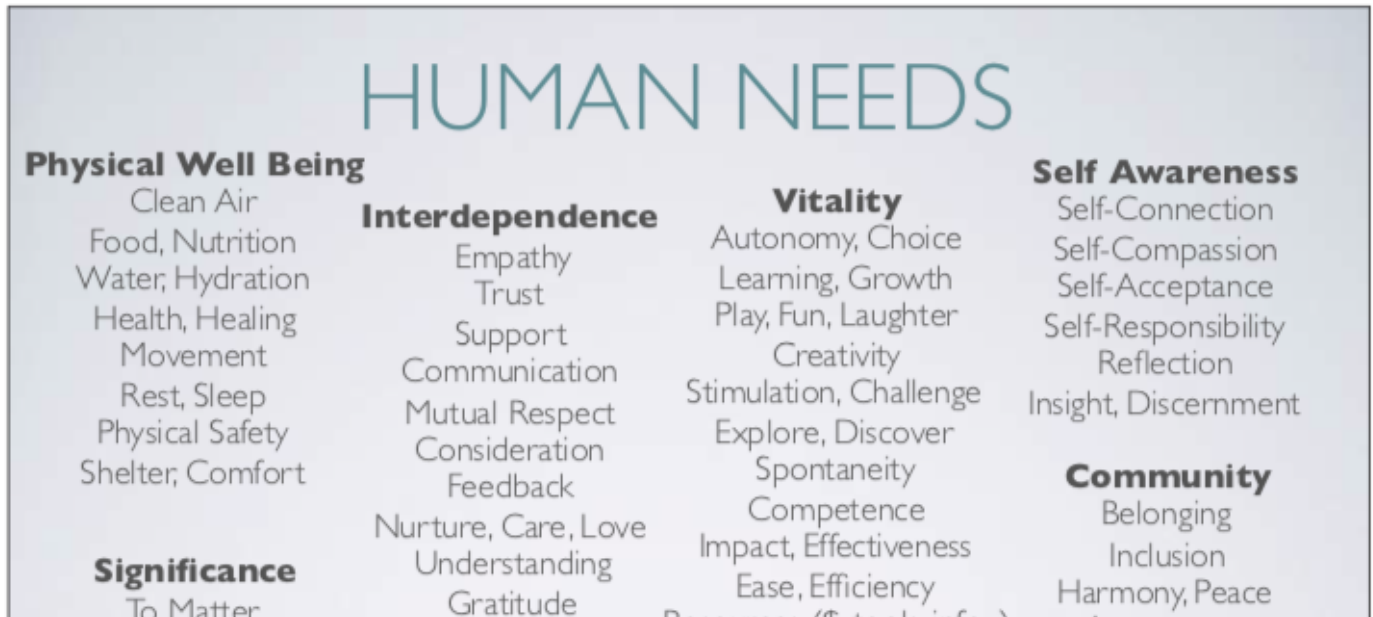 HUMAN NEEDS
Physical Well Being
Clean Air
Food, Nutrition
Water, Hydration
Health, Healing
Movement
Rest, Sleep
Physical Safety
Shelter, Comfort
Significance
To Matter
Interdependence
Empathy
Trust
Support
Communication
Mutual Respect
Consideration
Feedback
Nurture, Care, Love
Understanding
Gratitude
Vitality
Autonomy, Choice
Learning, Growth
Play, Fun, Laughter
Creativity
Stimulation, Challenge
Explore, Discover
Spontaneity
Competence
Impact, Effectiveness
Ease, Efficiency
Self Awareness
Self-Connection
Self-Compassion
Self-Acceptance
Self-Responsibility
Reflection
Insight, Discernment
Community
Belonging
Inclusion
Harmony, Peace